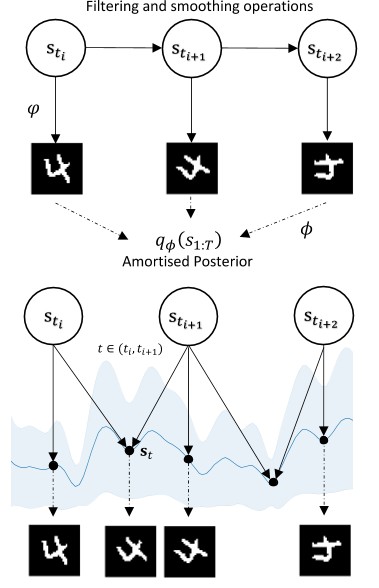 Filtering and smoothing operations
s_{t_i} s_{t_{i+1}} s_{t_{i+2}}
φ
ϕ
q_ϕ(s_{1:T})
Amortised Posterior
s_{t_i} s_{t_{i+1}} s_{t_{i+2}}
t ∈ (t_i, t_{i+1})
s_t